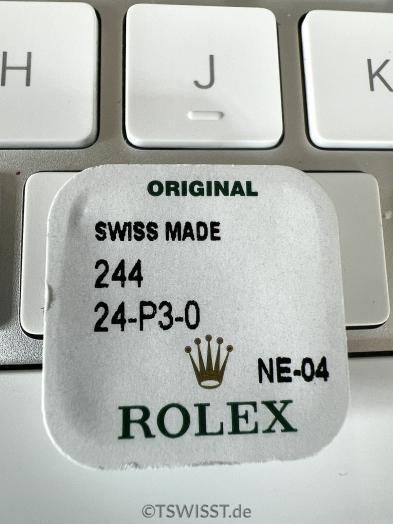 H
J
K
ORIGINAL
SWISS MADE
244
24-P3-0
NE-04
ROLEX
©TSWISST.de